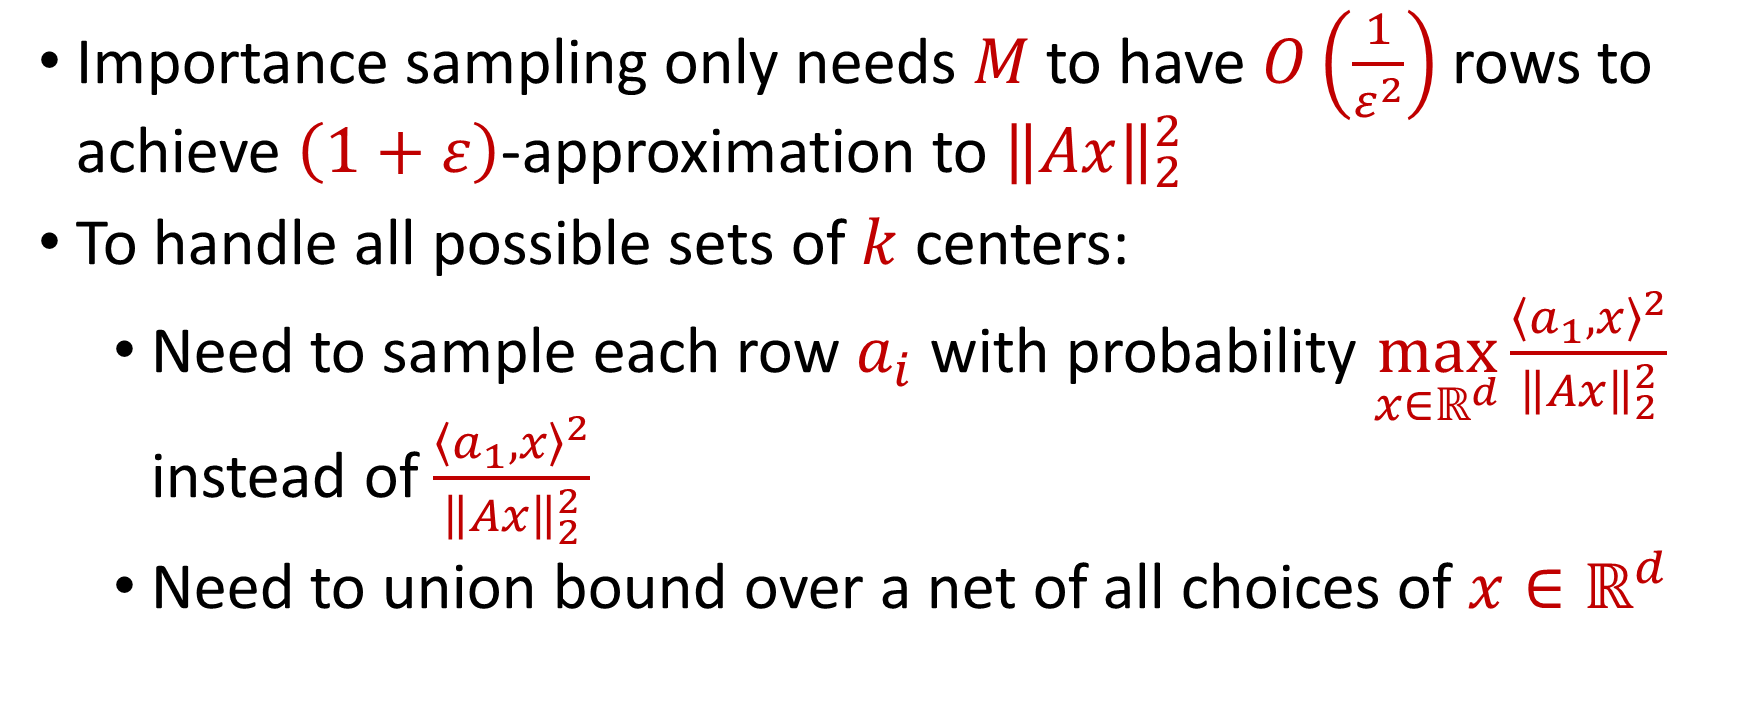 • Importance sampling only needs M to have O(1/ε²) rows to
achieve (1 + ε)-approximation to ‖Ax‖₂²
• To handle all possible sets of k centers:
• Need to sample each row aᵢ with probability max_{x∈ℝᵈ} ⟨a₁,x⟩²/‖Ax‖₂²
instead of ⟨a₁,x⟩²/‖Ax‖₂²
• Need to union bound over a net of all choices of x ∈ ℝᵈ